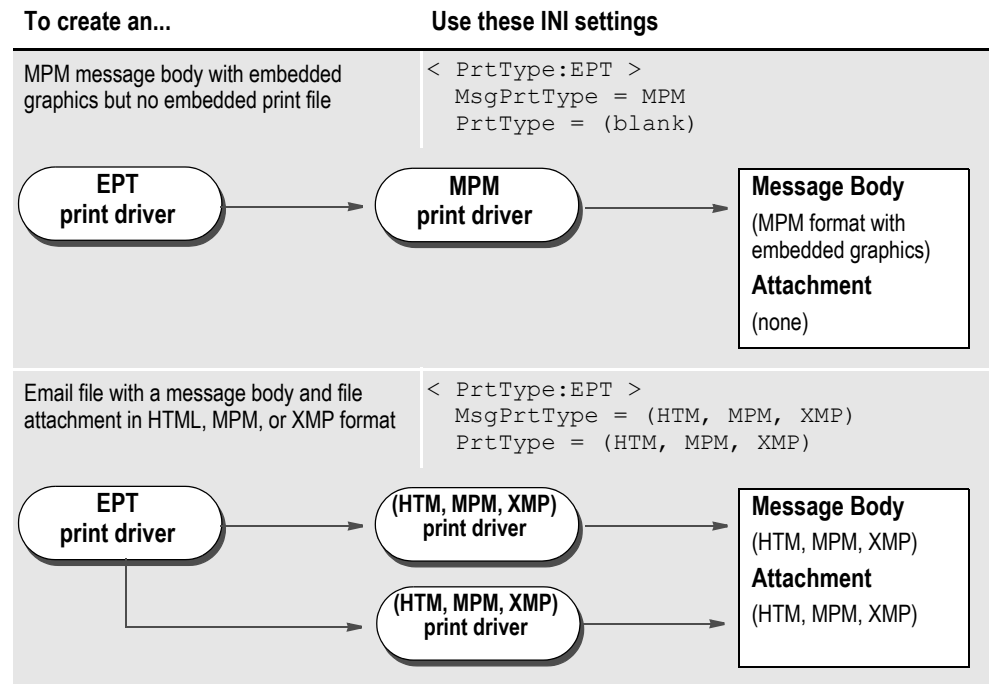 To create an...
Use these INI settings
MPM message body with embedded
graphics but no embedded print file
< PrtType:EPT >
MsgPrtType = MPM
PrtType = (blank)
EPT
print driver
MPM
print driver
Message Body
(MPM format with
embedded graphics)
Attachment
(none)
Email file with a message body and file
attachment in HTML, MPM, or XMP format
< PrtType:EPT >
MsgPrtType = (HTM, MPM, XMP)
PrtType = (HTM, MPM, XMP)
EPT
print driver
(HTM, MPM, XMP)
print driver
(HTM, MPM, XMP)
print driver
Message Body
(HTM, MPM, XMP)
Attachment
(HTM, MPM, XMP)